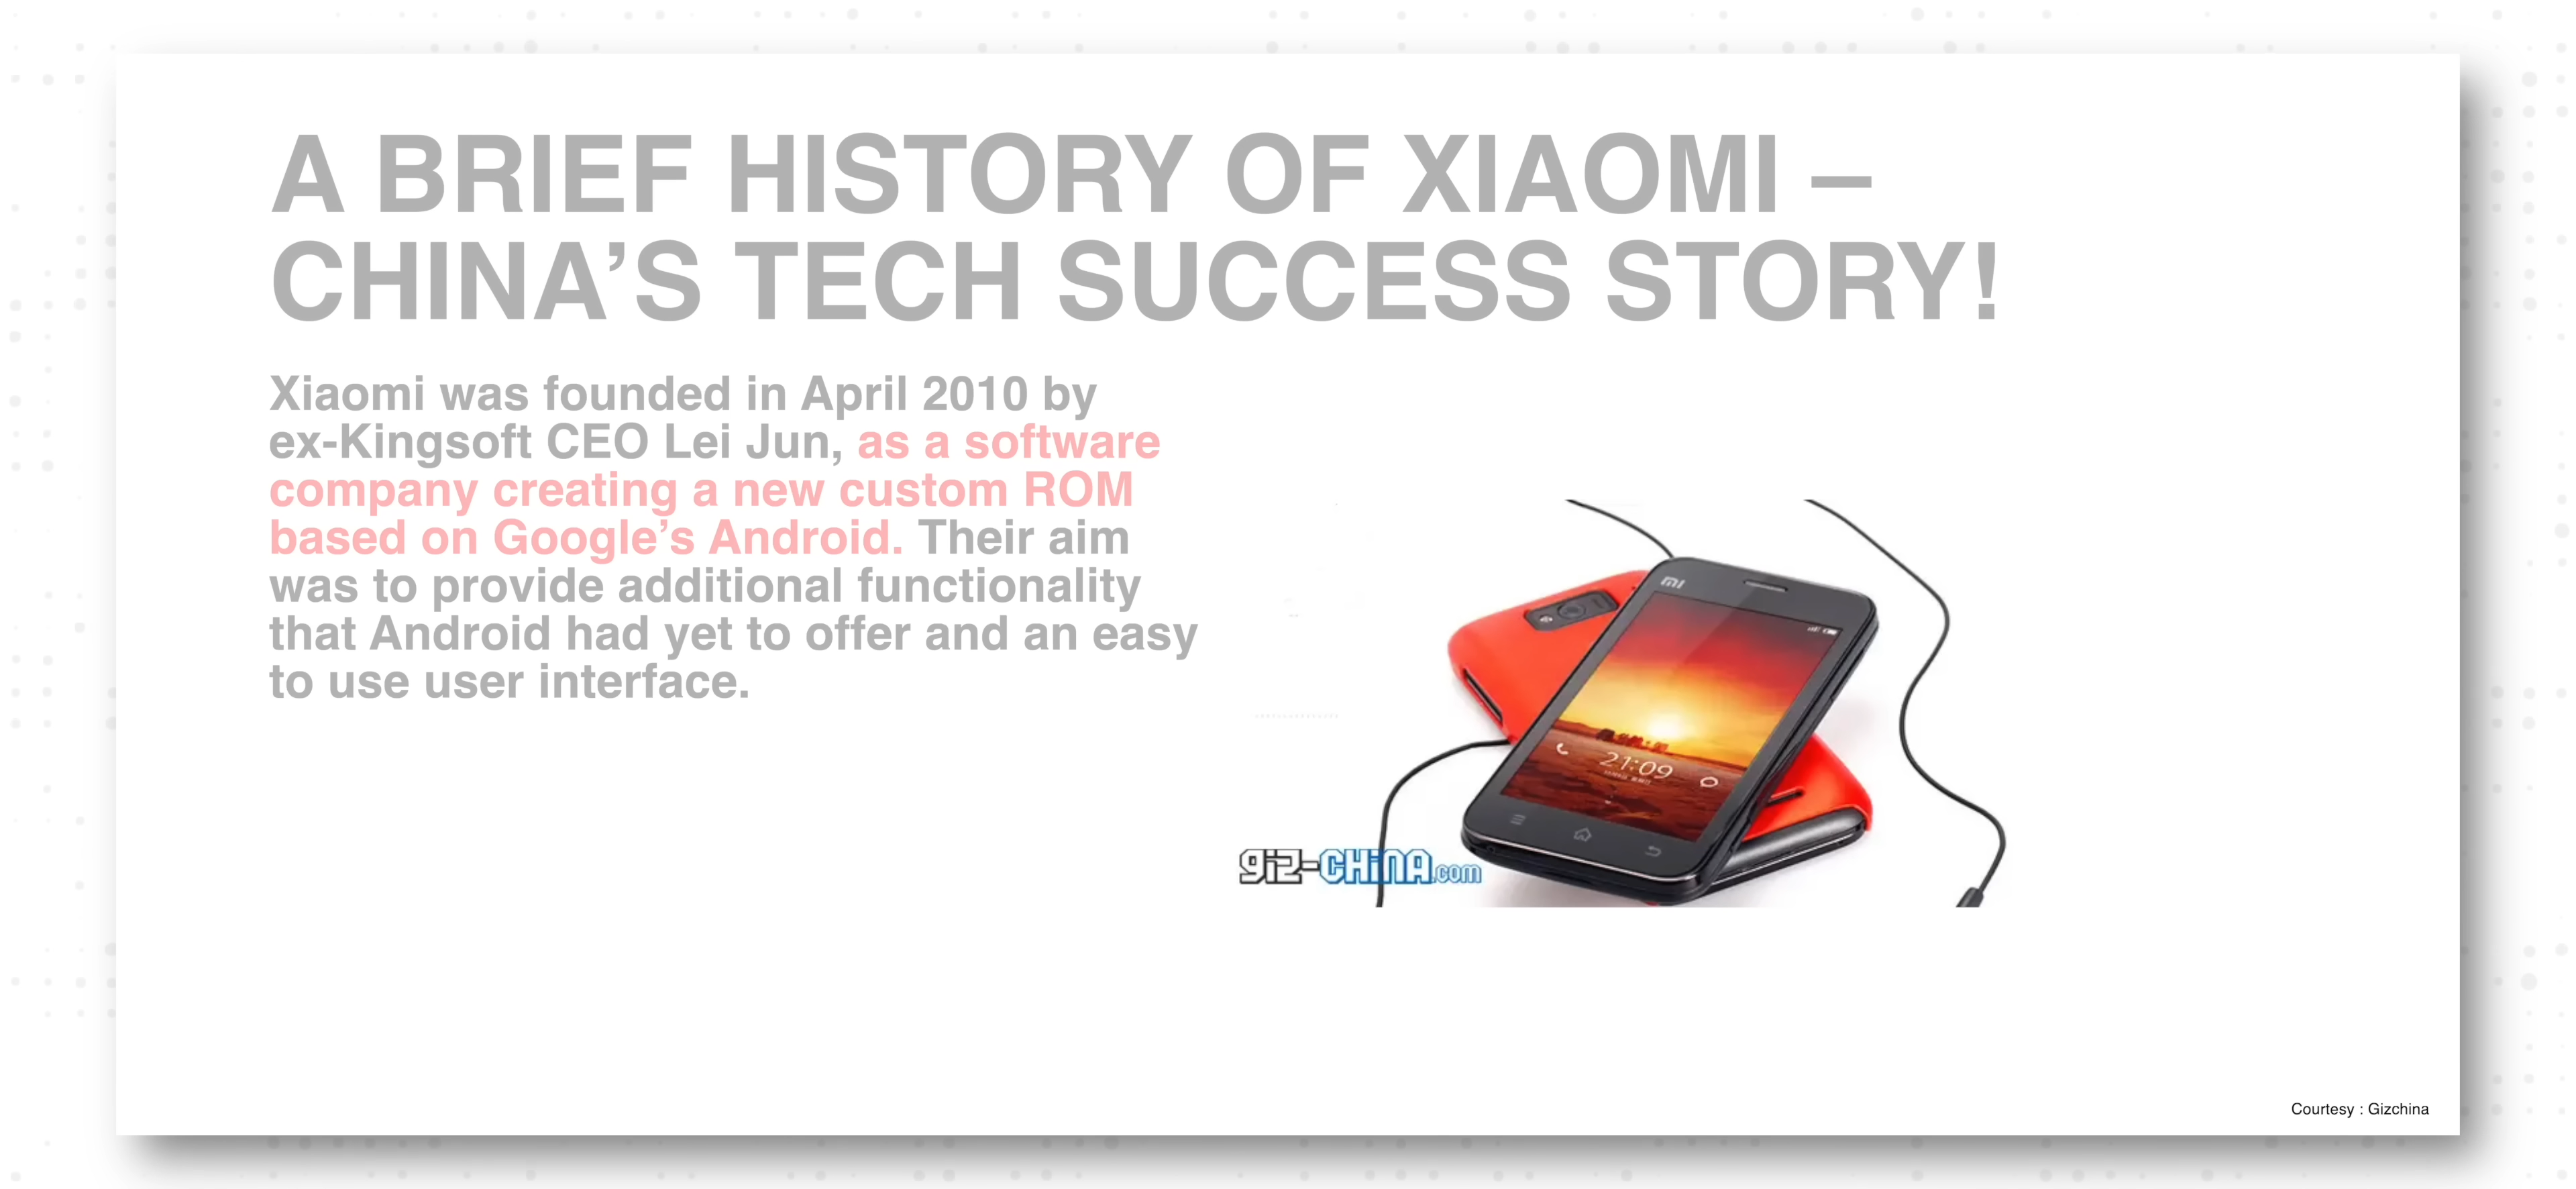 A BRIEF HISTORY OF XIAOMI –
CHINA’S TECH SUCCESS STORY!
Xiaomi was founded in April 2010 by
ex-Kingsoft CEO Lei Jun, as a software
company creating a new custom ROM
based on Google’s Android. Their aim
was to provide additional functionality
that Android had yet to offer and an easy
to use user interface.
MI
21:09
giz-CHiNA.com
Courtesy : Gizchina